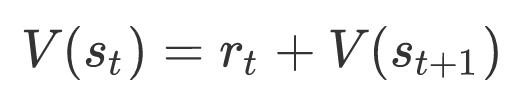 V(s_t) = r_t + V(s_{t+1})